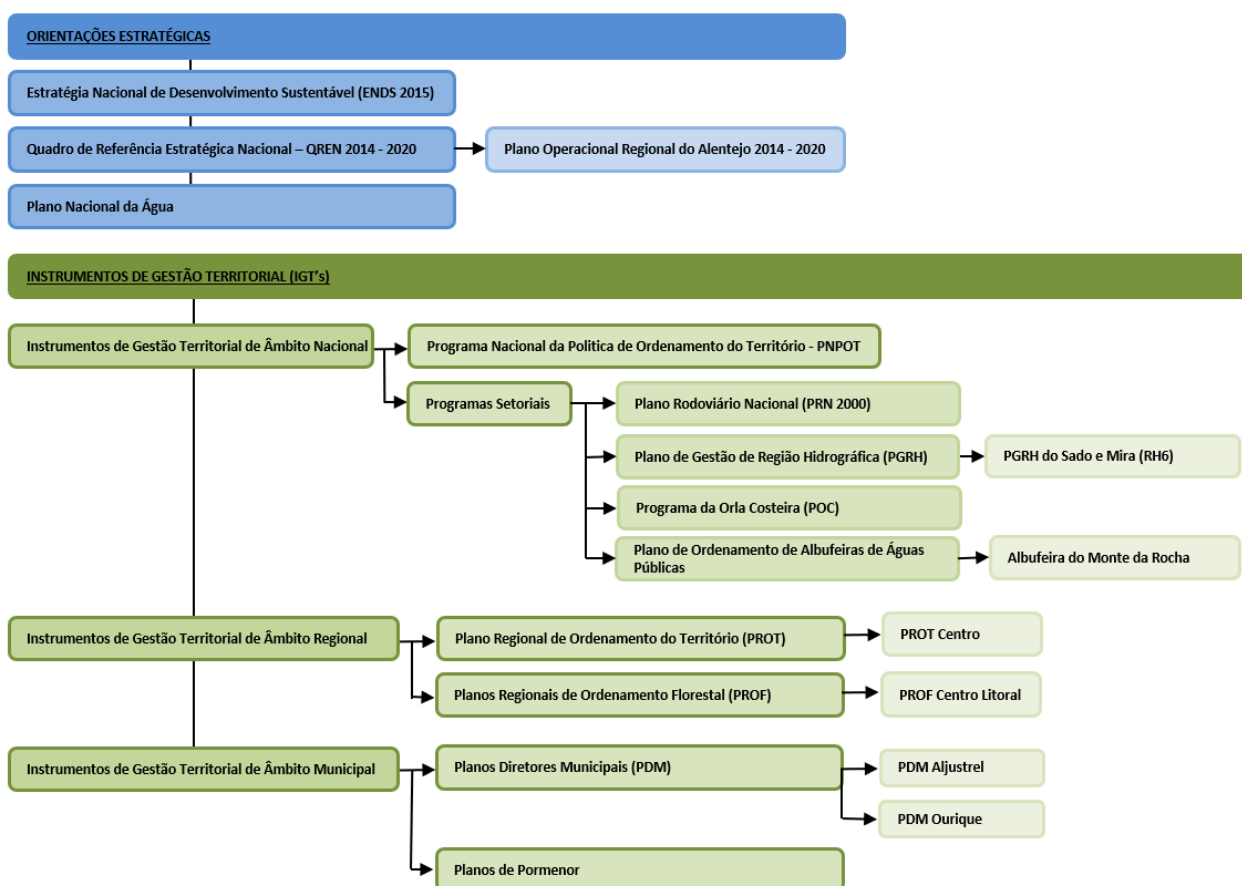 ORIENTAÇÕES ESTRATÉGICAS
Estratégia Nacional de Desenvolvimento Sustentável (ENDS 2015)
Quadro de Referência Estratégica Nacional – QREN 2014 - 2020
Plano Operacional Regional do Alentejo 2014 - 2020
Plano Nacional da Água
INSTRUMENTOS DE GESTÃO TERRITORIAL (IGT's)
Instrumentos de Gestão Territorial de Âmbito Nacional
Programa Nacional da Politica de Ordenamento do Território - PNPOT
Programas Setoriais
Plano Rodoviário Nacional (PRN 2000)
Plano de Gestão de Região Hidrográfica (PGRH)
PGRH do Sado e Mira (RH6)
Programa da Orla Costeira (POC)
Plano de Ordenamento de Albufeiras de Águas
Públicas
Albufeira do Monte da Rocha
Instrumentos de Gestão Territorial de Âmbito Regional
Plano Regional de Ordenamento do Território (PROT)
PROT Centro
Planos Regionais de Ordenamento Florestal (PROF)
PROF Centro Litoral
Instrumentos de Gestão Territorial de Âmbito Municipal
Planos Diretores Municipais (PDM)
PDM Aljustrel
PDM Ourique
Planos de Pormenor